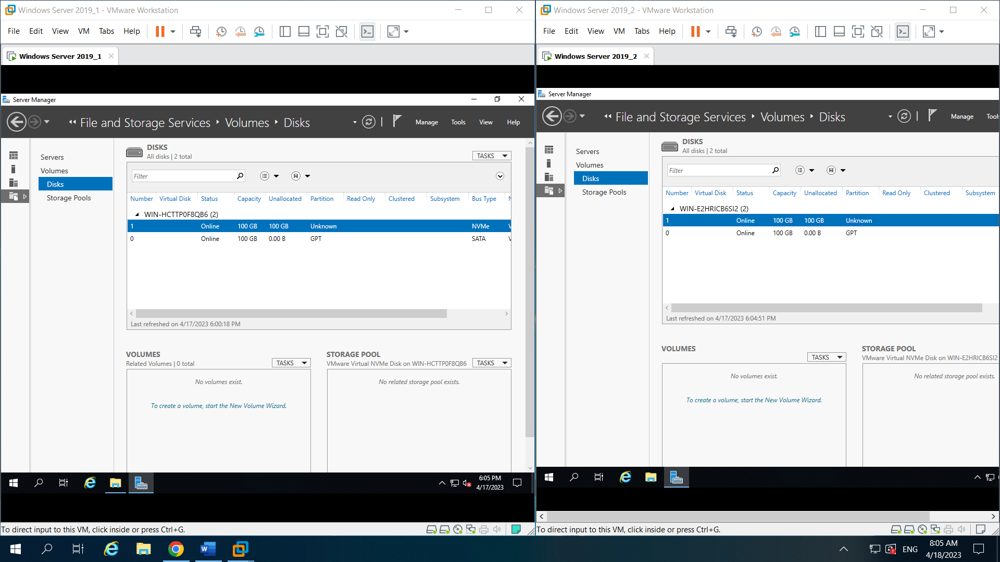 Windows Server 2019_1 - VMware Workstation
File Edit View VM Tabs Help
Windows Server 2019_1
Server Manager
File and Storage Services Volumes Disks
Manage Tools View Help
Servers
Volumes
Disks
Storage Pools
DISKS
All disks | 2 total
TASKS
Filter
Number Virtual Disk Status Capacity Unallocated Partition Read Only Clustered Subsystem Bus Type
WIN-HCTTP0F8QB6 (2)
1 Online 100 GB 100 GB Unknown NVMe
0 Online 100 GB 0.00 B GPT SATA
Last refreshed on 4/17/2023 6:00:18 PM
VOLUMES
Related Volumes | 0 total
TASKS
No volumes exist.
To create a volume, start the New Volume Wizard.
STORAGE POOL
VMware Virtual NVMe Disk on WIN-HCTTP0F8QB6
TASKS
No related storage pool exists.
6:05 PM
4/17/2023
To direct input to this VM, click inside or press Ctrl+G.
Windows Server 2019_2 - VMware Workstation
File Edit View VM Tabs Help
Windows Server 2019_2
Server Manager
File and Storage Services Volumes Disks
Manage Tools
Servers
Volumes
Disks
Storage Pools
DISKS
All disks | 2 total
Filter
Number Virtual Disk Status Capacity Unallocated Partition Read Only Clustered Subsystem
WIN-E2HRICB6SI2 (2)
1 Online 100 GB 100 GB Unknown
0 Online 100 GB 0.00 B GPT
Last refreshed on 4/17/2023 6:04:51 PM
VOLUMES
TASKS
No volumes exist.
To create a volume, start the New Volume Wizard.
STORAGE POOL
VMware Virtual NVMe Disk on WIN-E2HRICB6SI2
No related storage pool exists.
To direct input to this VM, click inside or press Ctrl+G.
ENG
8:05 AM
4/18/2023